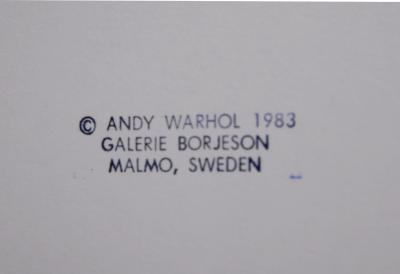 © ANDY WARHOL 1983
GALERIE BORJESON
MALMO, SWEDEN